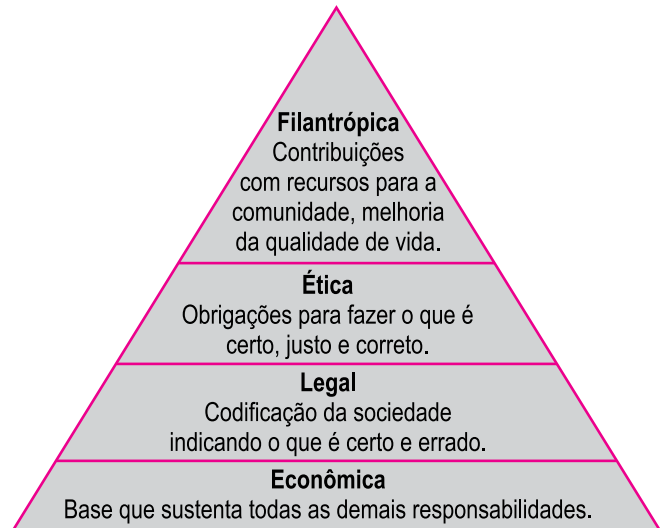 Filantrópica
Contribuições
com recursos para a
comunidade, melhoria
da qualidade de vida.
Ética
Obrigações para fazer o que é
certo, justo e correto.
Legal
Codificação da sociedade
indicando o que é certo e errado.
Econômica
Base que sustenta todas as demais responsabilidades.